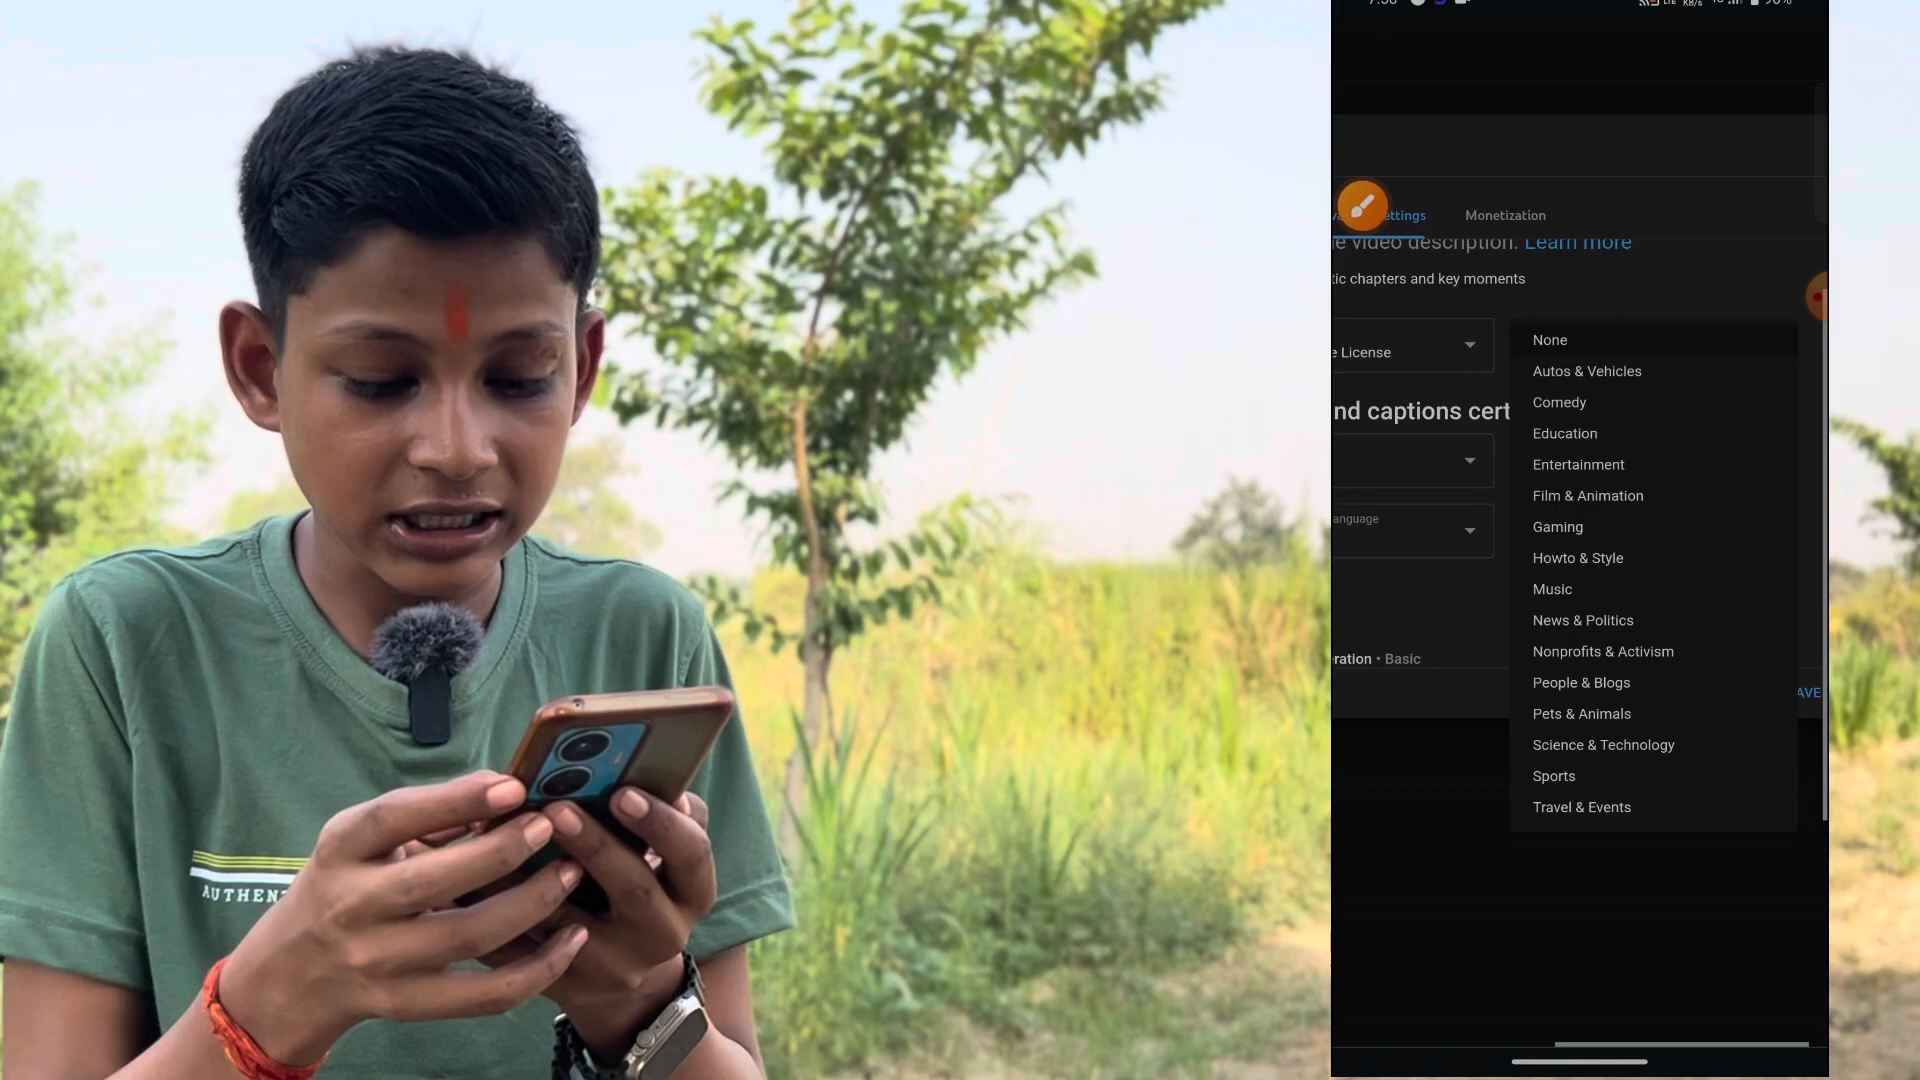 AUTHEN
ettings
Monetization
e video description. Learn more
tic chapters and key moments
e License
nd captions cert
anguage
eration • Basic
AVE
None
Autos & Vehicles
Comedy
Education
Entertainment
Film & Animation
Gaming
Howto & Style
Music
News & Politics
Nonprofits & Activism
People & Blogs
Pets & Animals
Science & Technology
Sports
Travel & Events